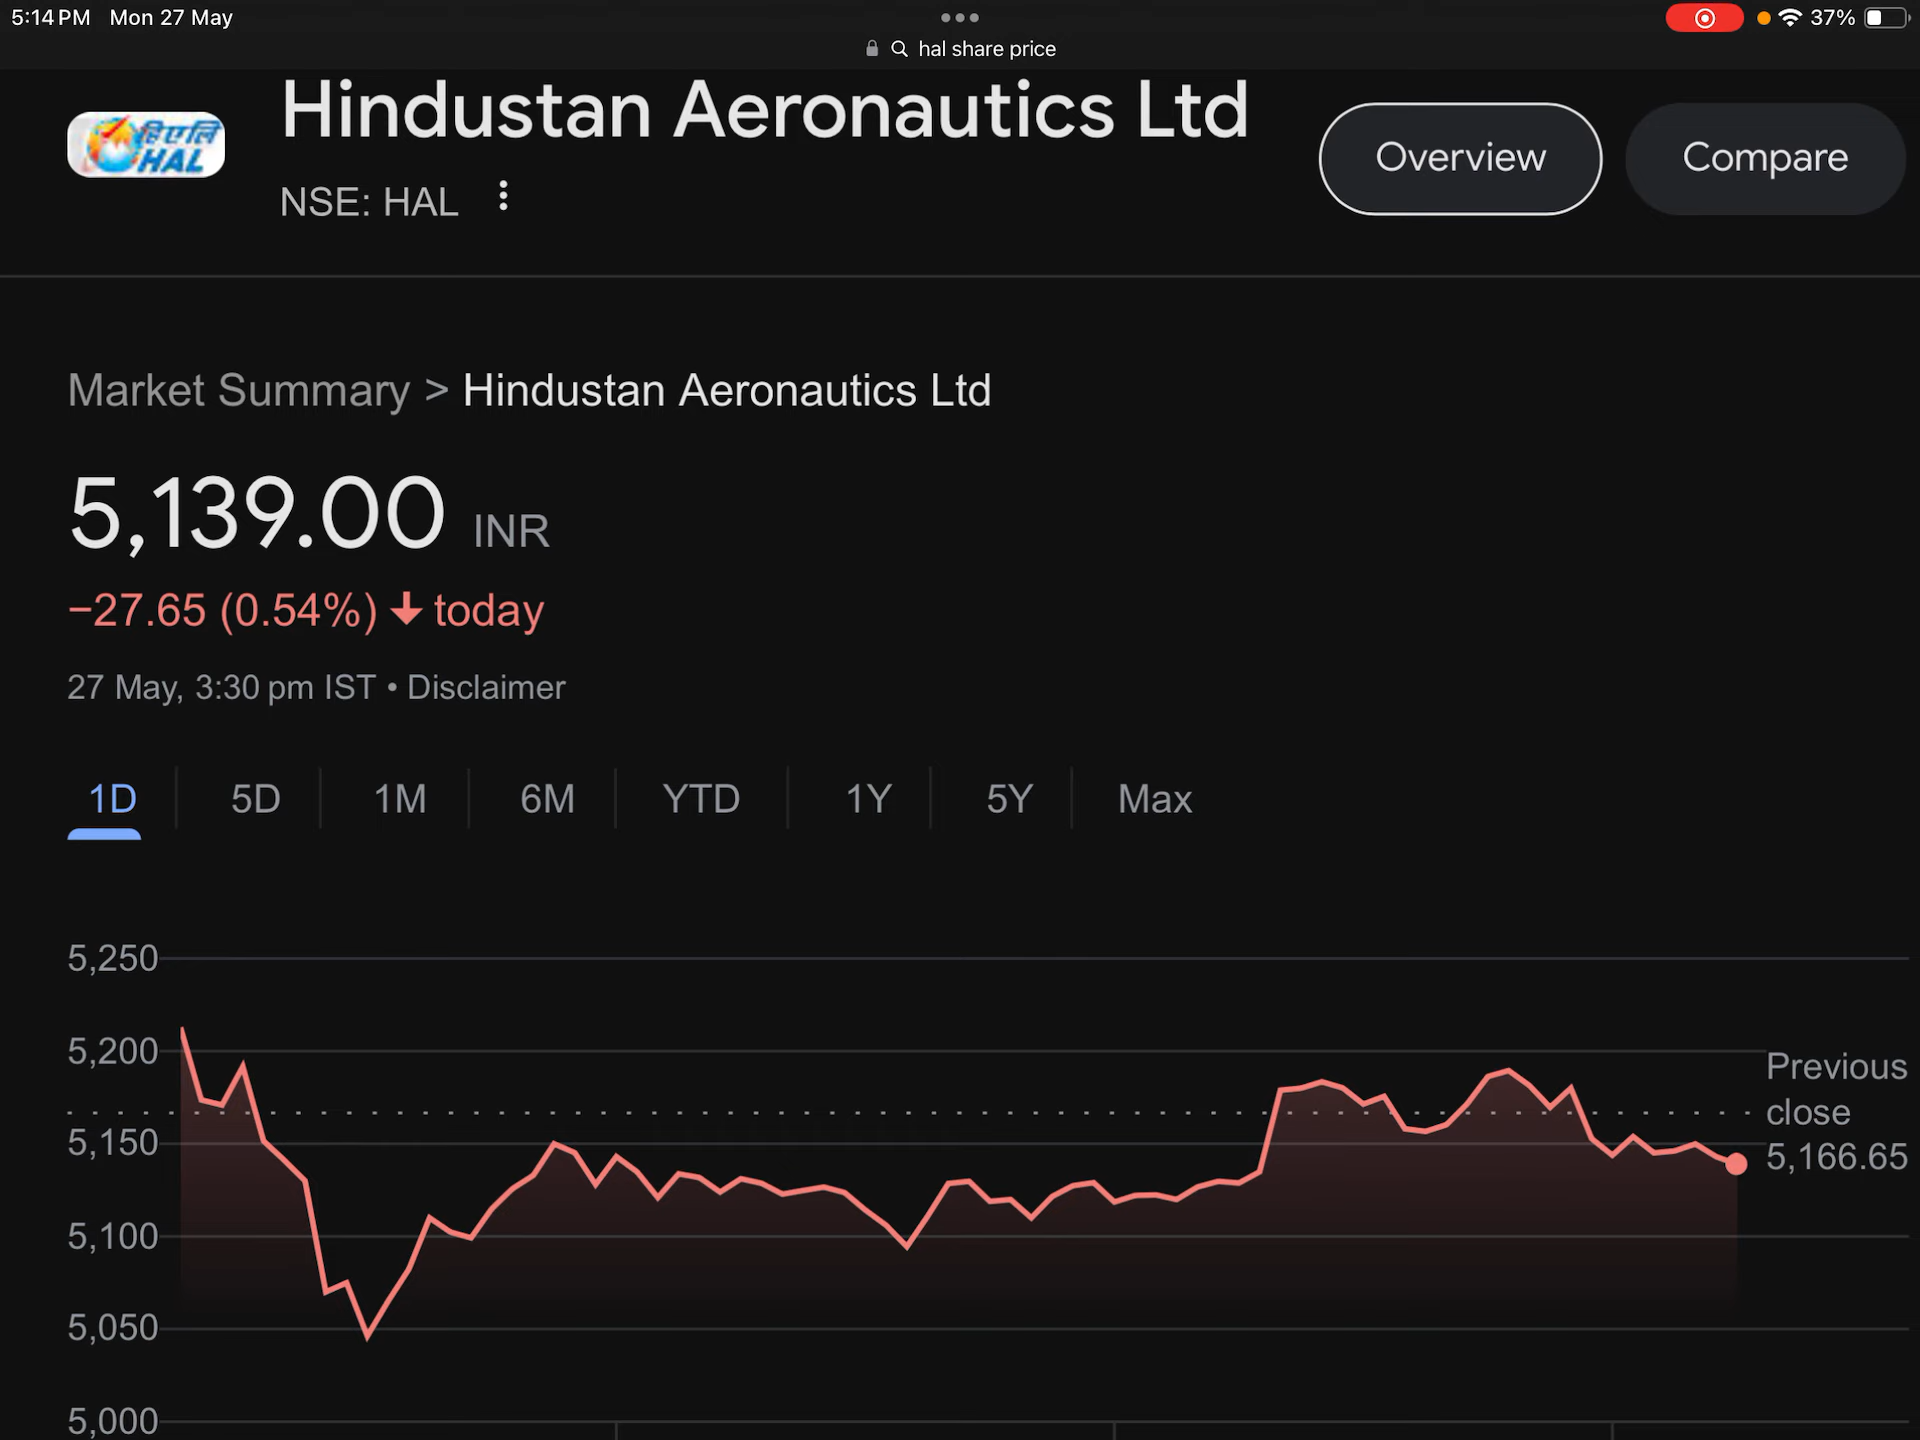 5:14 PM Mon 27 May
37%
hal share price
एचएएल
HAL
Hindustan Aeronautics Ltd
NSE: HAL
Overview
Compare
Market Summary > Hindustan Aeronautics Ltd
5,139.00 INR
−27.65 (0.54%) ↓ today
27 May, 3:30 pm IST • Disclaimer
1D 5D 1M 6M YTD 1Y 5Y Max
5,250
5,200
5,150
5,100
5,050
5,000
Previous
close
5,166.65